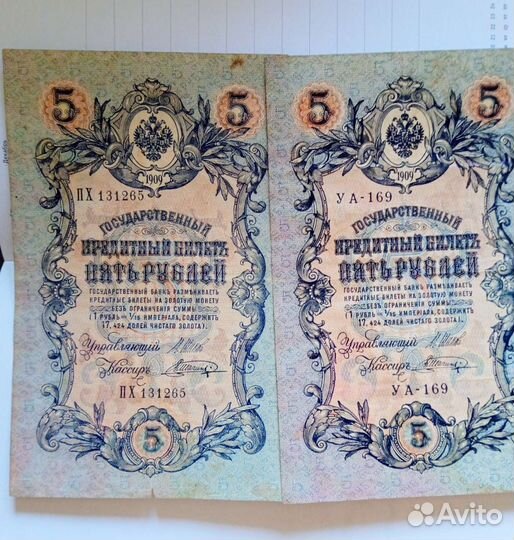 5 5
1909
ПХ 131265
ГОСУДАРСТВЕННЫЙ
КРЕДИТНЫЙ БИЛЕТЪ
ПЯТЬ РУБЛЕЙ
ГОСУДАРСТВЕННЫЙ БАНКЪ РАЗМѢНИВАЕТЪ
КРЕДИТНЫЕ БИЛЕТЫ НА ЗОЛОТУЮ МОНЕТУ
БЕЗЪ ОГРАНИЧЕНІЯ СУММЫ
(1 РУБЛЬ = 1/15 ИМПЕРІАЛА, СОДЕРЖИТЪ
17,424 ДОЛЕЙ ЧИСТАГО ЗОЛОТА).
Управляющій
Кассиръ
ПХ 131265
5
5 5
1909
УА-169
ГОСУДАРСТВЕННЫЙ
КРЕДИТНЫЙ БИЛЕТЪ
ПЯТЬ РУБЛЕЙ
ГОСУДАРСТВЕННЫЙ БАНКЪ РАЗМѢНИВАЕТЪ
КРЕДИТНЫЕ БИЛЕТЫ НА ЗОЛОТУЮ МОНЕТУ
БЕЗЪ ОГРАНИЧЕНІЯ СУММЫ
(1 РУБЛЬ = 1/15 ИМПЕРІАЛА, СОДЕРЖИТЪ
17,424 ДОЛЕЙ ЧИСТАГО ЗОЛОТА).
Управляющій
Кассиръ
УА-169
5
Avito